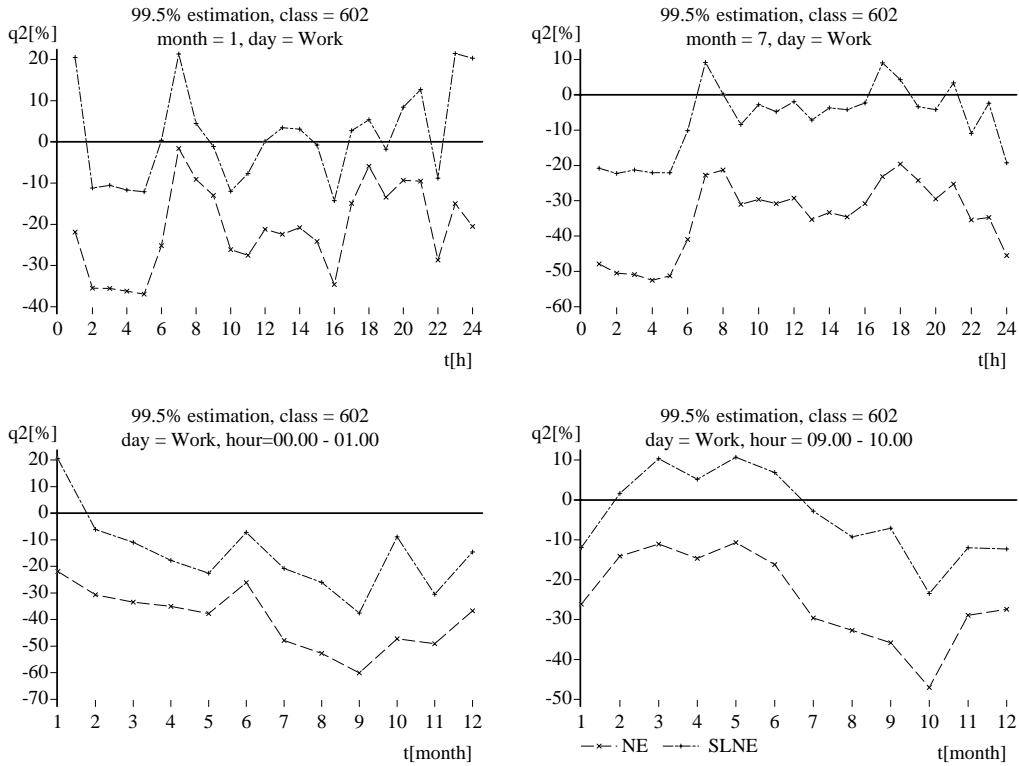 99.5% estimation, class = 602
month = 1, day = Work
q2[%]
20
10
0
-10
-20
-30
-40
0 2 4 6 8 10 12 14 16 18 20 22 24
t[h]
99.5% estimation, class = 602
month = 7, day = Work
q2[%]
10
0
-10
-20
-30
-40
-50
-60
0 2 4 6 8 10 12 14 16 18 20 22 24
t[h]
99.5% estimation, class = 602
day = Work, hour=00.00 - 01.00
q2[%]
20
10
0
-10
-20
-30
-40
-50
-60
-70
1 2 3 4 5 6 7 8 9 10 11 12
t[month]
99.5% estimation, class = 602
day = Work, hour = 09.00 - 10.00
q2[%]
10
0
-10
-20
-30
-40
-50
1 2 3 4 5 6 7 8 9 10 11 12
NE SLNE t[month]